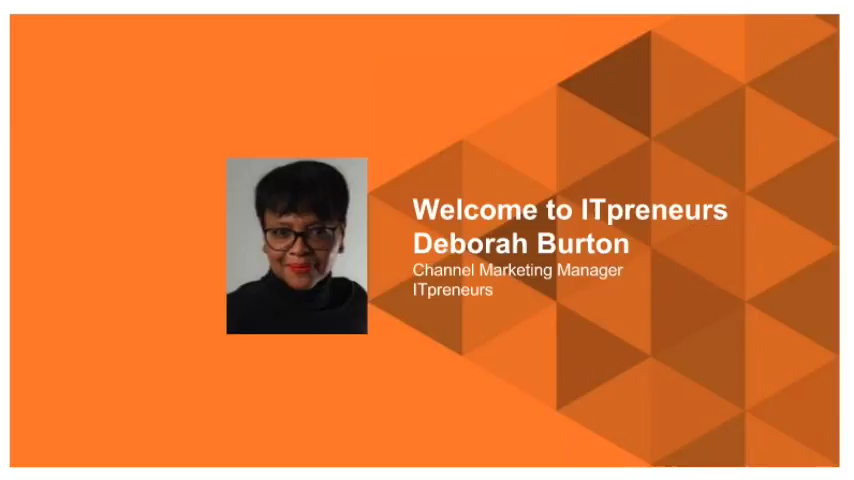 Welcome to ITpreneurs
Deborah Burton
Channel Marketing Manager
ITpreneurs